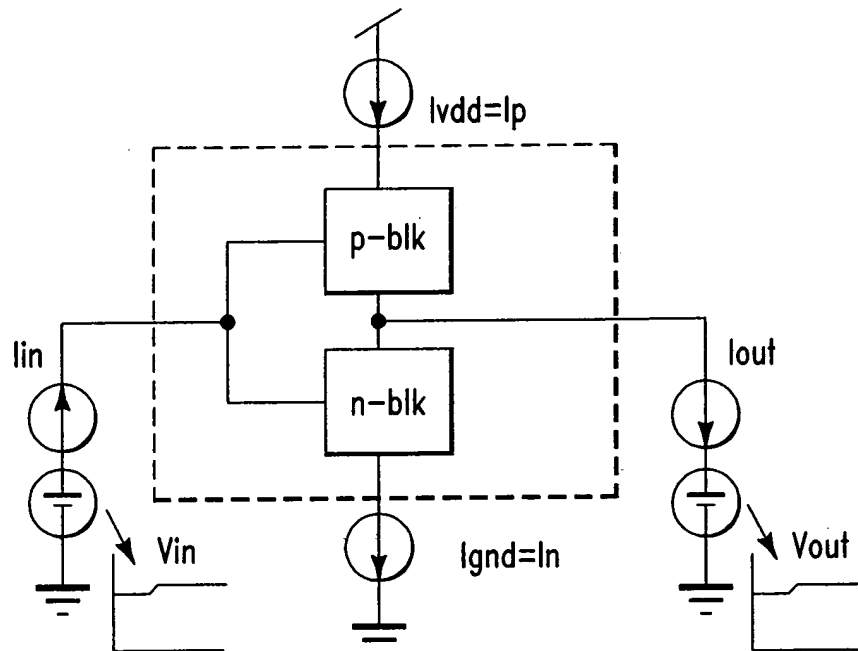 Ivdd=Ip
p-blk
Iin
Iout
n-blk
Vin
Ignd=In
Vout